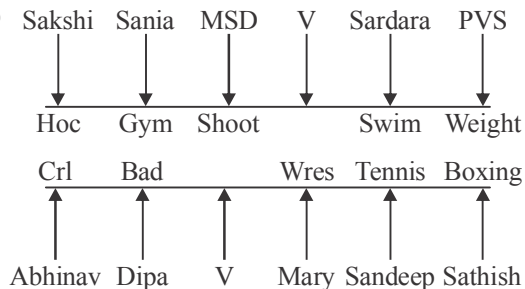 Sakshi Sania MSD V Sardara PVS
Hoc Gym Shoot Swim Weight
Crl Bad Wres Tennis Boxing
Abhinav Dipa V Mary Sandeep Sathish